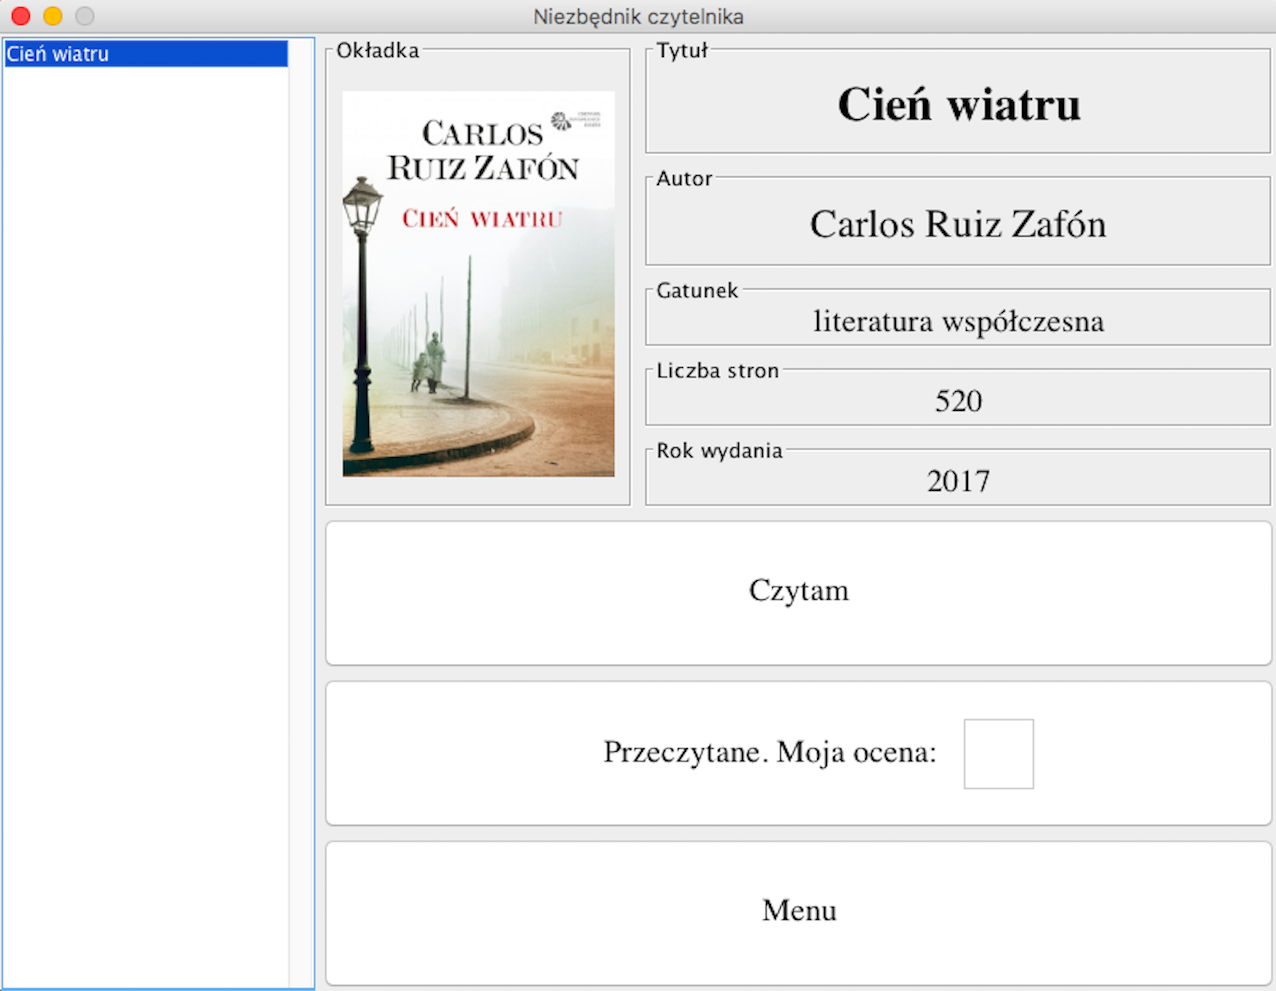 Niezbędnik czytelnika
Cień wiatru
Okładka
CARLOS
RUIZ ZAFÓN
CIEŃ WIATRU
Tytuł
Cień wiatru
Autor
Carlos Ruiz Zafón
Gatunek
literatura współczesna
Liczba stron
520
Rok wydania
2017
Czytam
Przeczytane. Moja ocena:
Menu